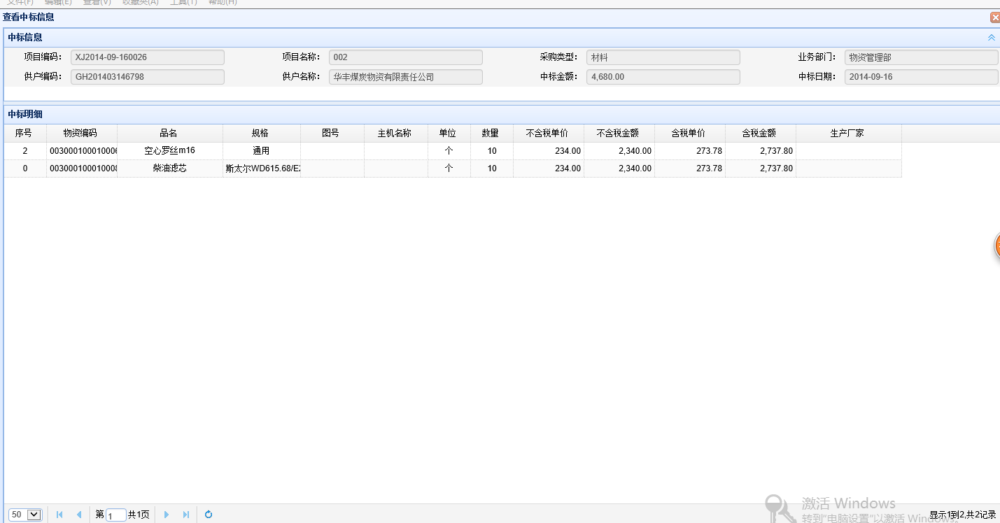 文件(F) 编辑(E) 查看(V) 收藏夹(A) 工具(T) 帮助(H)
查看中标信息
中标信息
项目编码: XJ2014-09-160026 项目名称: 002 采购类型: 材料 业务部门: 物资管理部
供户编码: GH201403146798 供户名称: 华丰煤炭物资有限责任公司 中标金额: 4,680.00 中标日期: 2014-09-16
中标明细
序号 物资编码 品名 规格 图号 主机名称 单位 数量 不含税单价 不含税金额 含税单价 含税金额 生产厂家
2 003000100010006 空心罗丝m16 通用 个 10 234.00 2,340.00 273.78 2,737.80
0 003000100010008 柴油滤芯 斯太尔WD615.68/E2 个 10 234.00 2,340.00 273.78 2,737.80
激活 Windows
50 第 1 共1页 转到"电脑设置"以激活 Windows。 显示1到2,共2记录